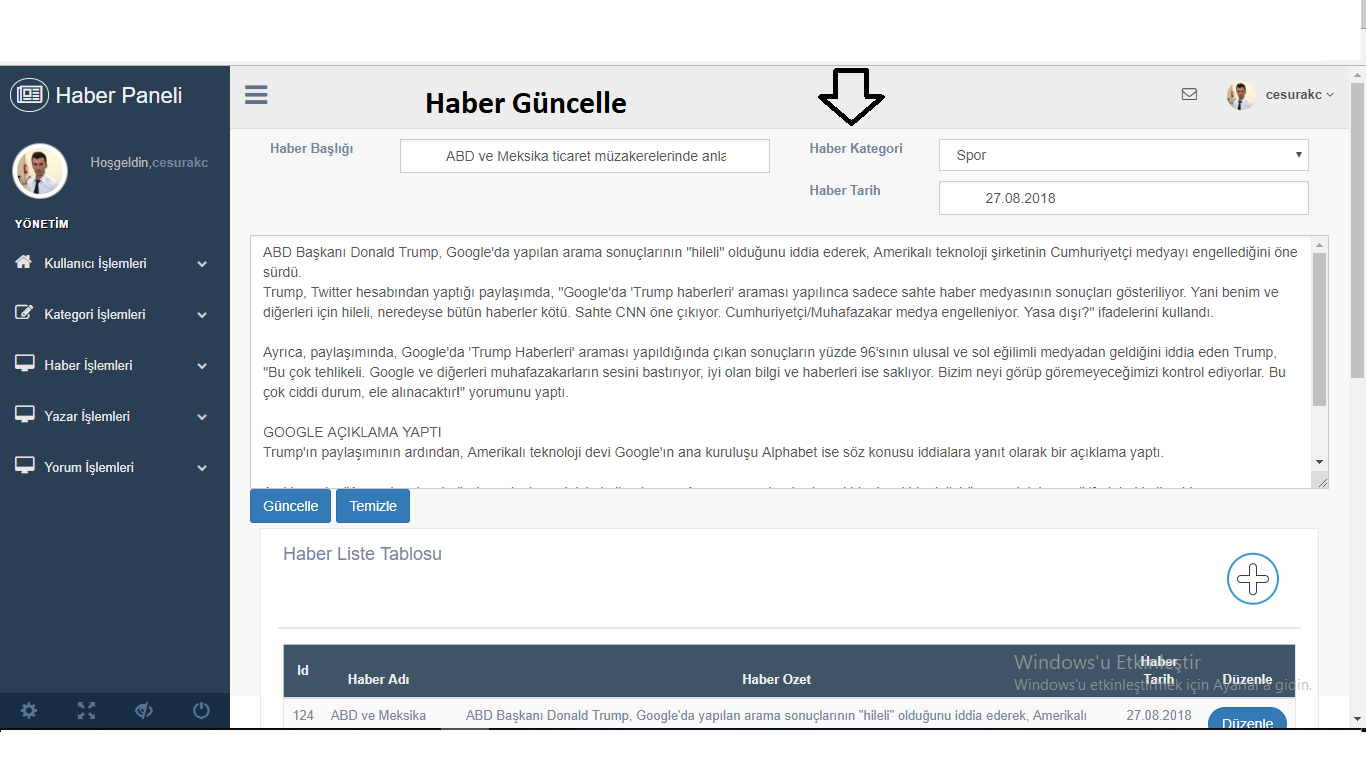 Haber Paneli
Haber Güncelle
cesurakc
Hoşgeldin,cesurakc
YÖNETİM
Kullanıcı İşlemleri
Kategori İşlemleri
Haber İşlemleri
Yazar İşlemleri
Yorum İşlemleri
Haber Başlığı
ABD ve Meksika ticaret müzakerelerinde anla
Haber Kategori
Spor
Haber Tarih
27.08.2018
ABD Başkanı Donald Trump, Google'da yapılan arama sonuçlarının "hileli" olduğunu iddia ederek, Amerikalı teknoloji şirketinin Cumhuriyetçi medyayı engellediğini öne
sürdü.
Trump, Twitter hesabından yaptığı paylaşımda, "Google'da 'Trump haberleri' araması yapılınca sadece sahte haber medyasının sonuçları gösteriliyor. Yani benim ve
diğerleri için hileli, neredeyse bütün haberler kötü. Sahte CNN öne çıkıyor. Cumhuriyetçi/Muhafazakar medya engelleniyor. Yasa dışı?" ifadelerini kullandı.
Ayrıca, paylaşımında, Google'da 'Trump Haberleri' araması yapıldığında çıkan sonuçların yüzde 96'sının ulusal ve sol eğilimli medyadan geldiğini iddia eden Trump,
"Bu çok tehlikeli. Google ve diğerleri muhafazakarların sesini bastırıyor, iyi olan bilgi ve haberleri ise saklıyor. Bizim neyi görüp göremeyeceğimizi kontrol ediyorlar. Bu
çok ciddi durum, ele alınacaktır!" yorumunu yaptı.
GOOGLE AÇIKLAMA YAPTI
Trump'ın paylaşımının ardından, Amerikalı teknoloji devi Google'ın ana kuruluşu Alphabet ise söz konusu iddialara yanıt olarak bir açıklama yaptı.
Güncelle
Temizle
Haber Liste Tablosu
Id
Haber Adı
Haber Ozet
Haber
Tarih
Düzenle
Windows'u Etkinleştir
Windows'u etkinleştirmek için Ayarlar'a gidin.
124
ABD ve Meksika
ABD Başkanı Donald Trump, Google'da yapılan arama sonuçlarının "hileli" olduğunu iddia ederek, Amerikalı
27.08.2018
Düzenle